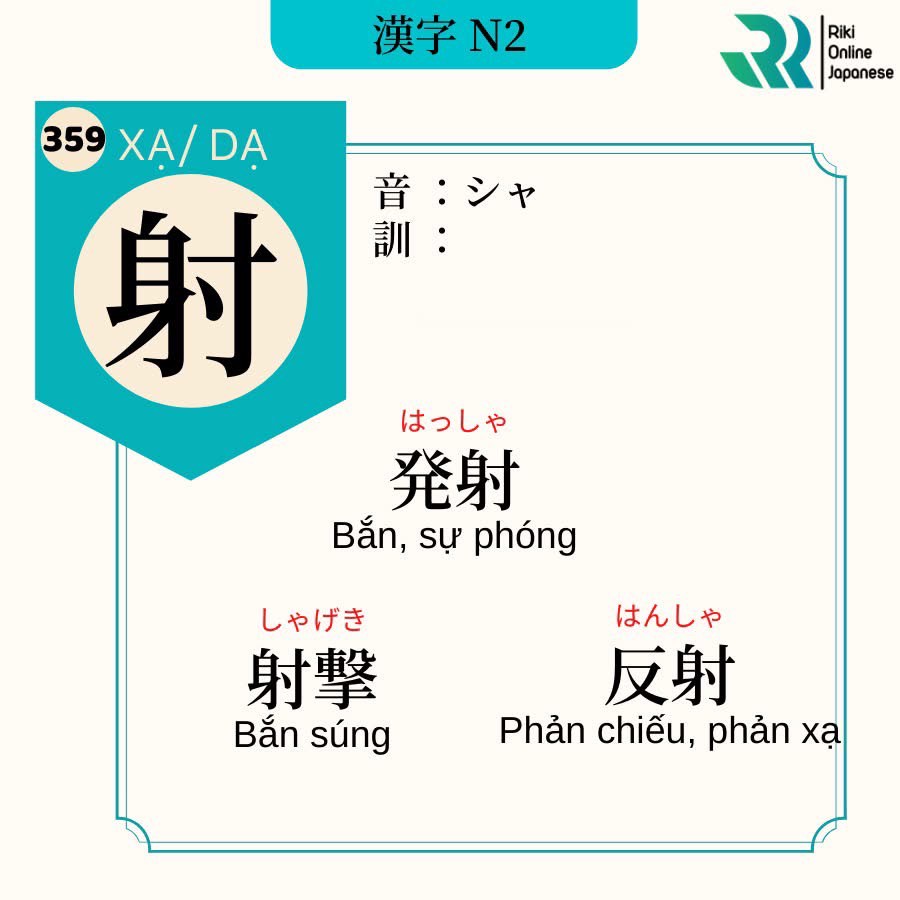 漢字 N2
Riki
Online
Japanese
359 XẠ/ DẠ
射
音 ：シャ
訓 ：
はっしゃ
発射
Bắn, sự phóng
しゃげき
射撃
Bắn súng
はんしゃ
反射
Phản chiếu, phản xạ